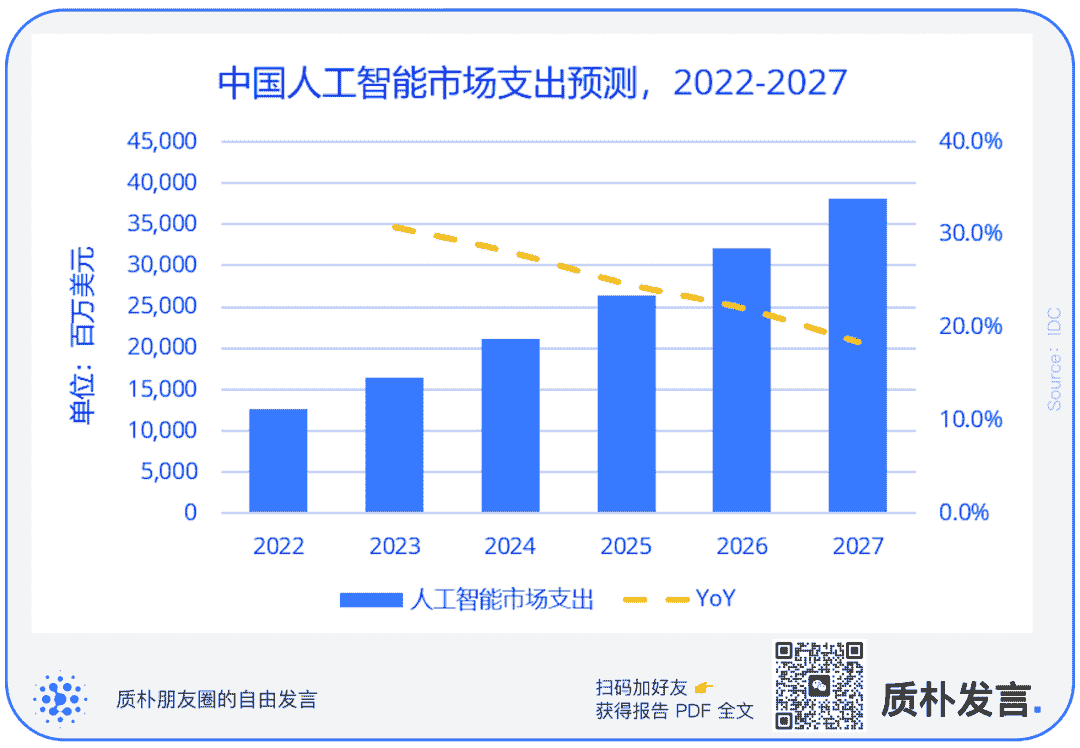 中国人工智能市场支出预测，2022-2027
45,000
40,000
35,000
30,000
25,000
20,000
15,000
10,000
5,000
0
单位：百万美元
40.0%
30.0%
20.0%
10.0%
0.0%
2022 2023 2024 2025 2026 2027
人工智能市场支出 YoY
Source：IDC
质朴朋友圈的自由发言
扫码加好友 👉
获得报告 PDF 全文
质朴发言.